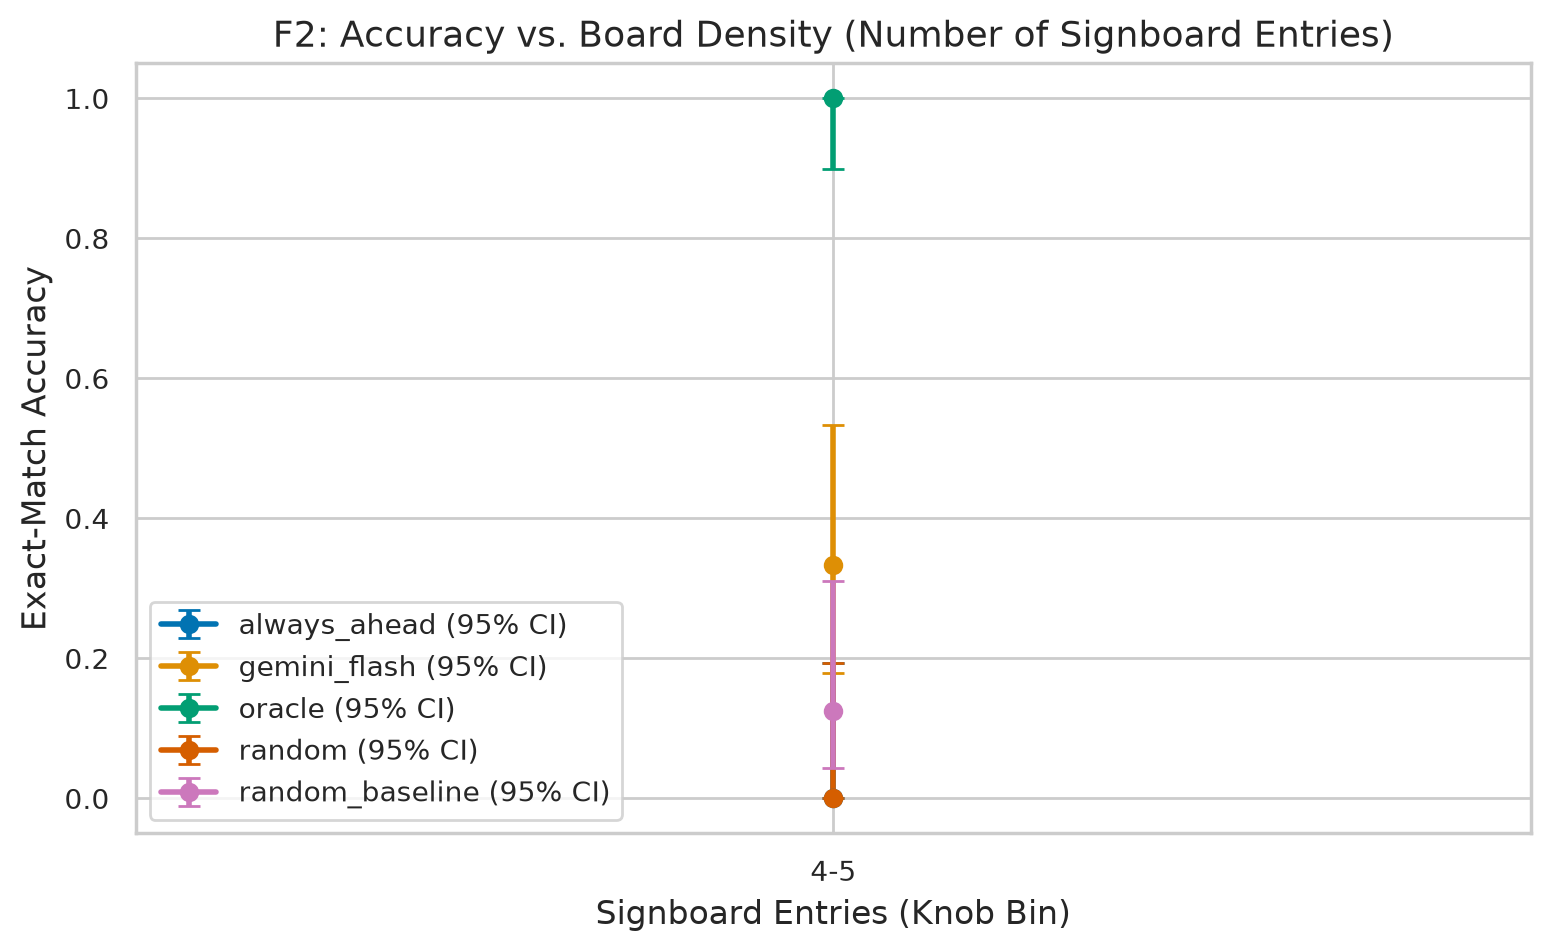 F2: Accuracy vs. Board Density (Number of Signboard Entries)
Exact-Match Accuracy
1.0
0.8
0.6
0.4
0.2
0.0
always_ahead (95% CI)
gemini_flash (95% CI)
oracle (95% CI)
random (95% CI)
random_baseline (95% CI)
4-5
Signboard Entries (Knob Bin)